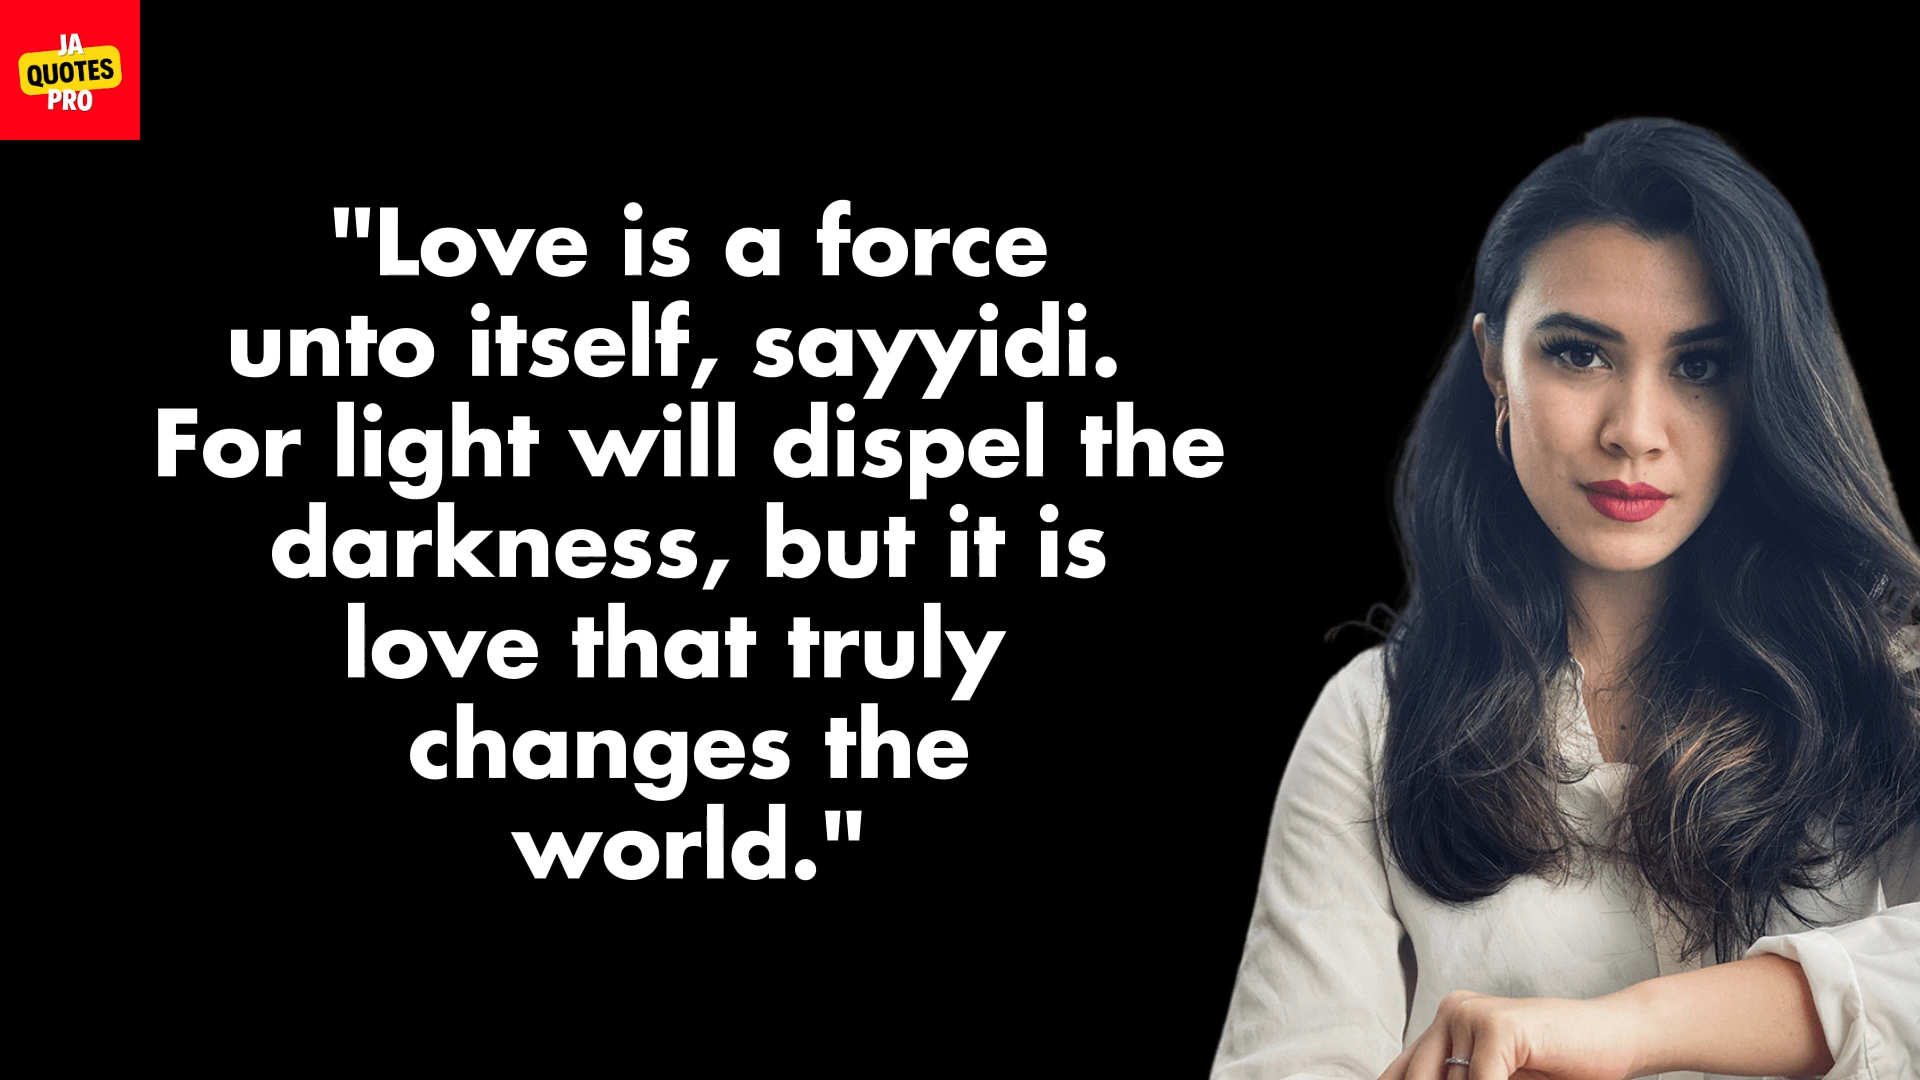 JA
QUOTES
PRO
"Love is a force
unto itself, sayyidi.
For light will dispel the
darkness, but it is
love that truly
changes the
world."